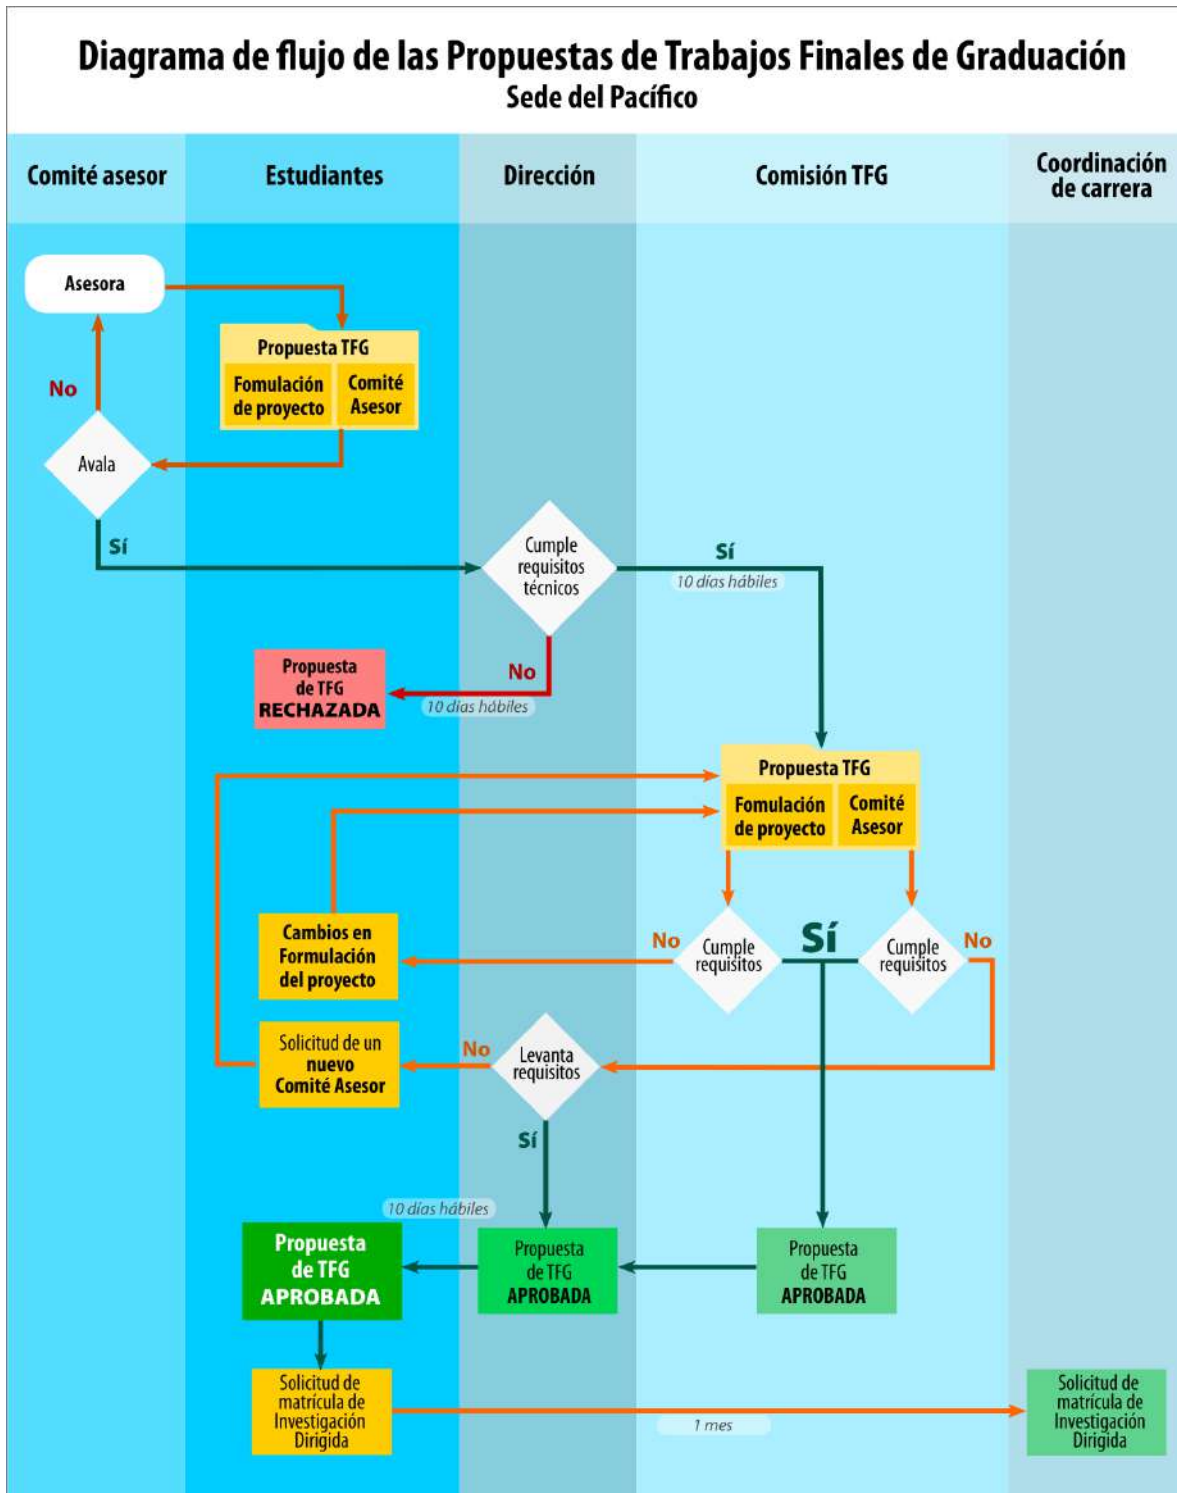 Diagrama de flujo de las Propuestas de Trabajos Finales de Graduación
Sede del Pacífico
Comité asesor
Estudiantes
Dirección
Comisión TFG
Coordinación
de carrera
Asesora
Propuesta TFG
Fomulación
de proyecto
Comité
Asesor
No
Avala
Sí
Cumple
requisitos
técnicos
Sí
10 días hábiles
No
10 días hábiles
Propuesta
de TFG
RECHAZADA
Propuesta TFG
Fomulación
de proyecto
Comité
Asesor
Cambios en
Formulación
del proyecto
No
Cumple
requisitos
Sí
Cumple
requisitos
No
Solicitud de un
nuevo
Comité Asesor
No
Levanta
requisitos
Sí
10 días hábiles
Propuesta
de TFG
APROBADA
Propuesta
de TFG
APROBADA
Propuesta
de TFG
APROBADA
Solicitud de
matrícula de
Investigación
Dirigida
1 mes
Solicitud de
matrícula de
Investigación
Dirigida